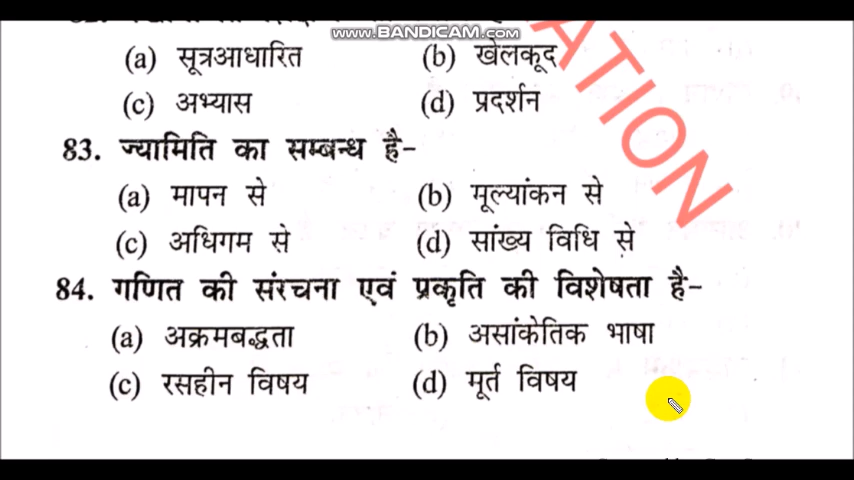 www.BANDICAM.com
(a) सूत्रआधारित (b) खेलकूद
(c) अभ्यास (d) प्रदर्शन
ATION
83. ज्यामिति का सम्बन्ध है-
(a) मापन से (b) मूल्यांकन से
(c) अधिगम से (d) सांख्य विधि से
84. गणित की संरचना एवं प्रकृति की विशेषता है-
(a) अक्रमबद्धता (b) असांकेतिक भाषा
(c) रसहीन विषय (d) मूर्त विषय